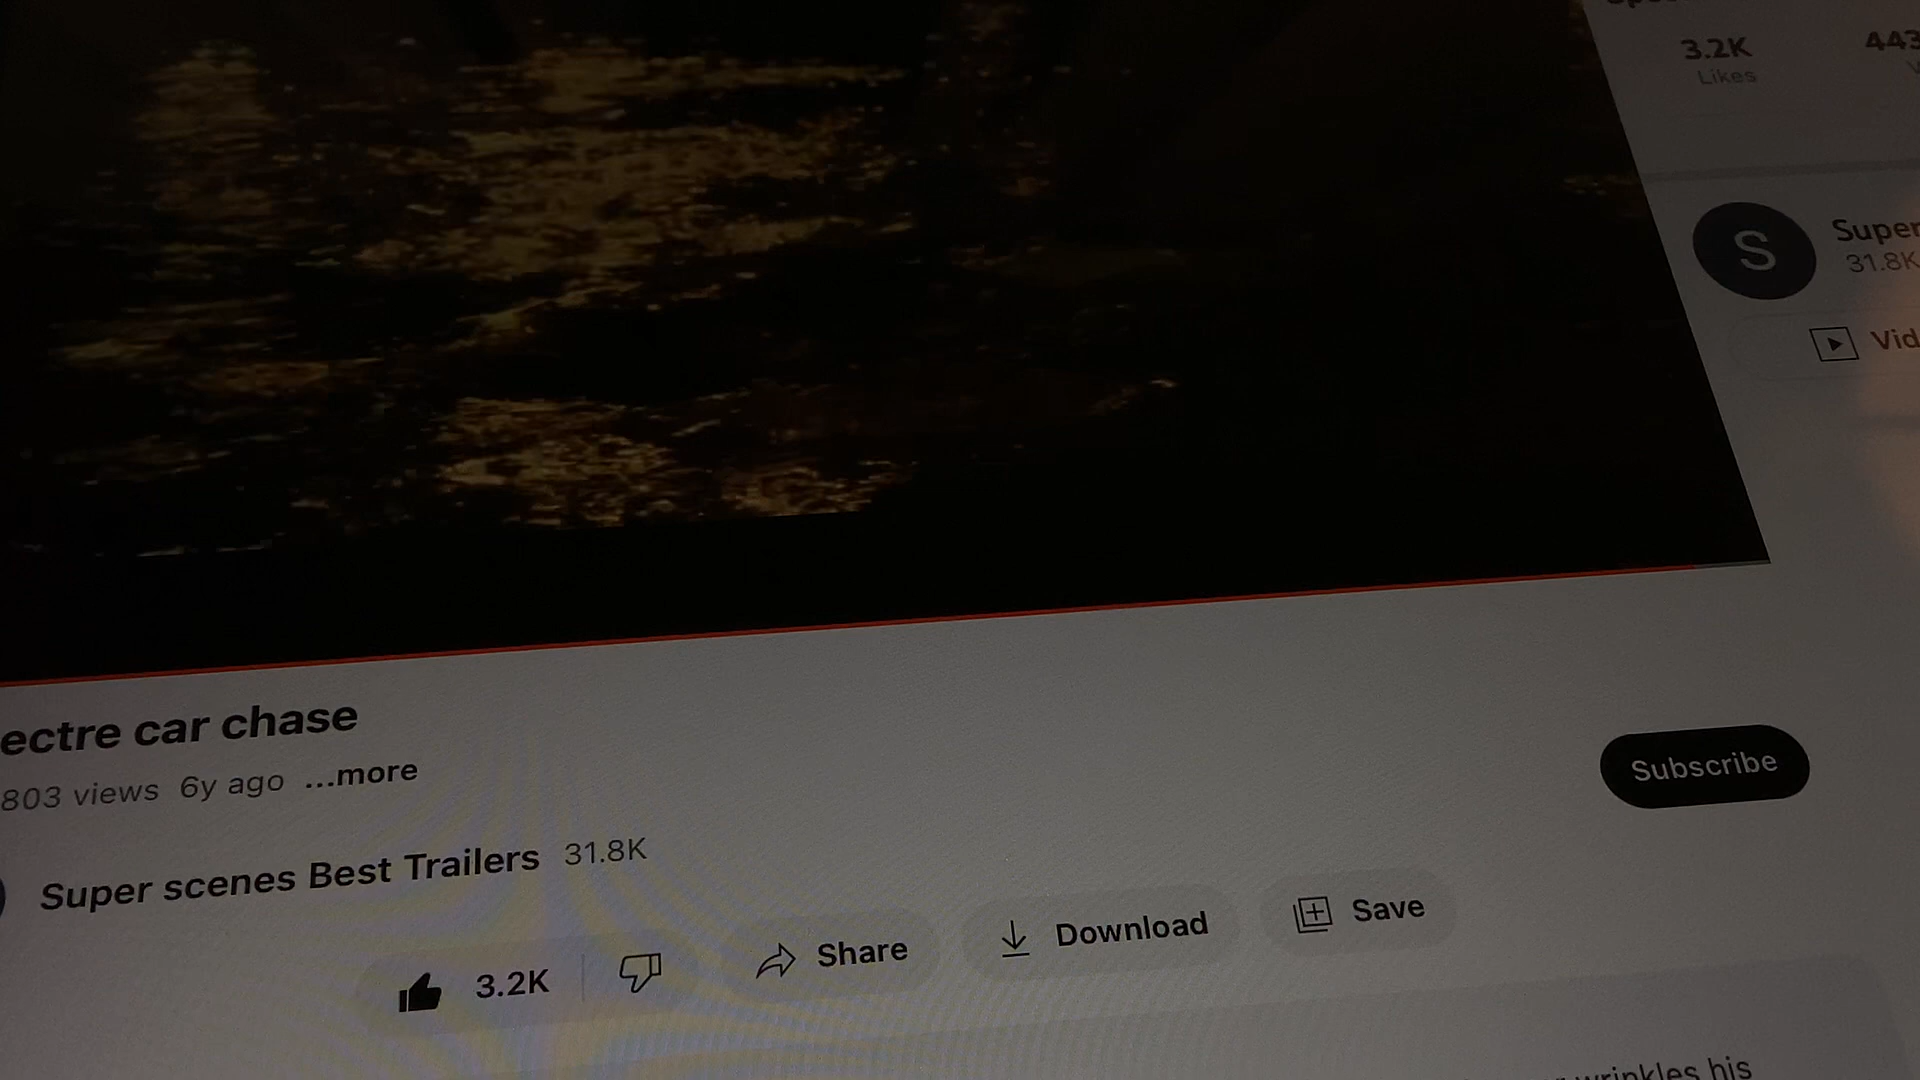 3.2K
Likes
443
S
Super
31.8K
Vid
ectre car chase
803 views 6y ago ...more
Subscribe
Super scenes Best Trailers 31.8K
3.2K
Share
Download
Save
wrinkles his